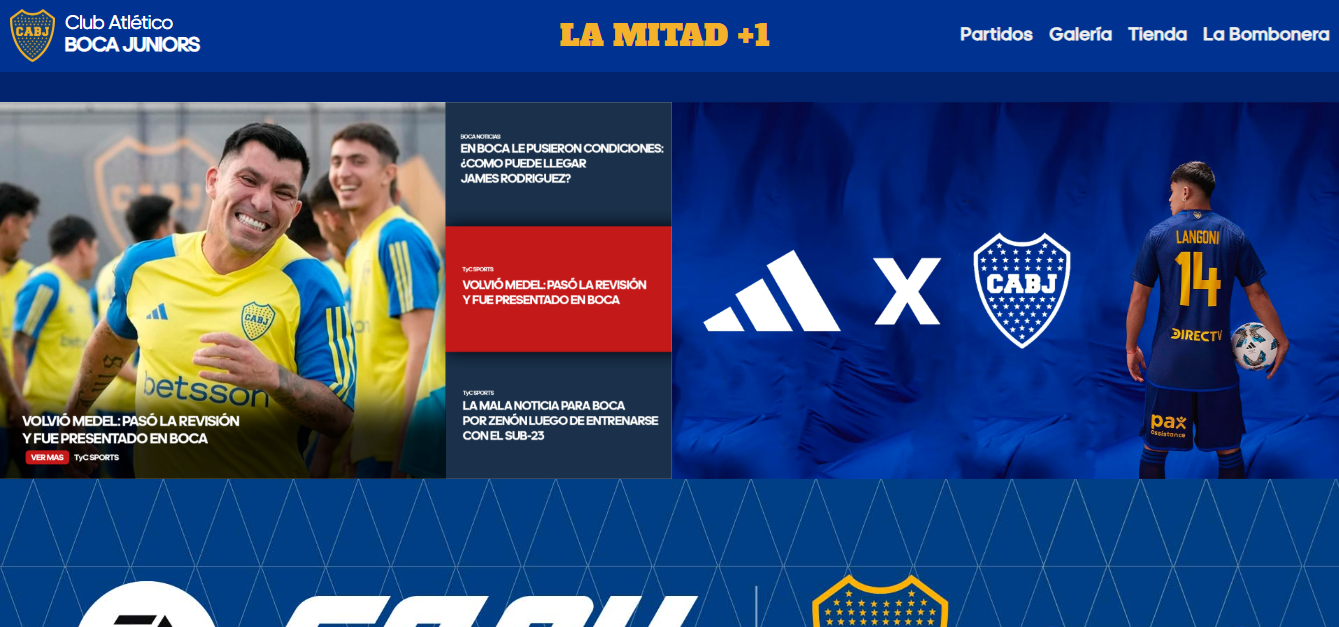 CABJ
Club Atlético
BOCA JUNIORS
LA MITAD +1
Partidos Galería Tienda La Bombonera
CABJ
betsson
VOLVIÓ MEDEL: PASÓ LA REVISIÓN
Y FUE PRESENTADO EN BOCA
VER MAS TyC SPORTS
BOCA NOTICIAS
EN BOCA LE PUSIERON CONDICIONES:
¿COMO PUEDE LLEGAR
JAMES RODRIGUEZ?
TyC SPORTS
VOLVIÓ MEDEL: PASÓ LA REVISIÓN
Y FUE PRESENTADO EN BOCA
TyC SPORTS
LA MALA NOTICIA PARA BOCA
POR ZENÓN LUEGO DE ENTRENARSE
CON EL SUB-23
X
CABJ
LANGONI
14
DIRECTV
pax
assistance